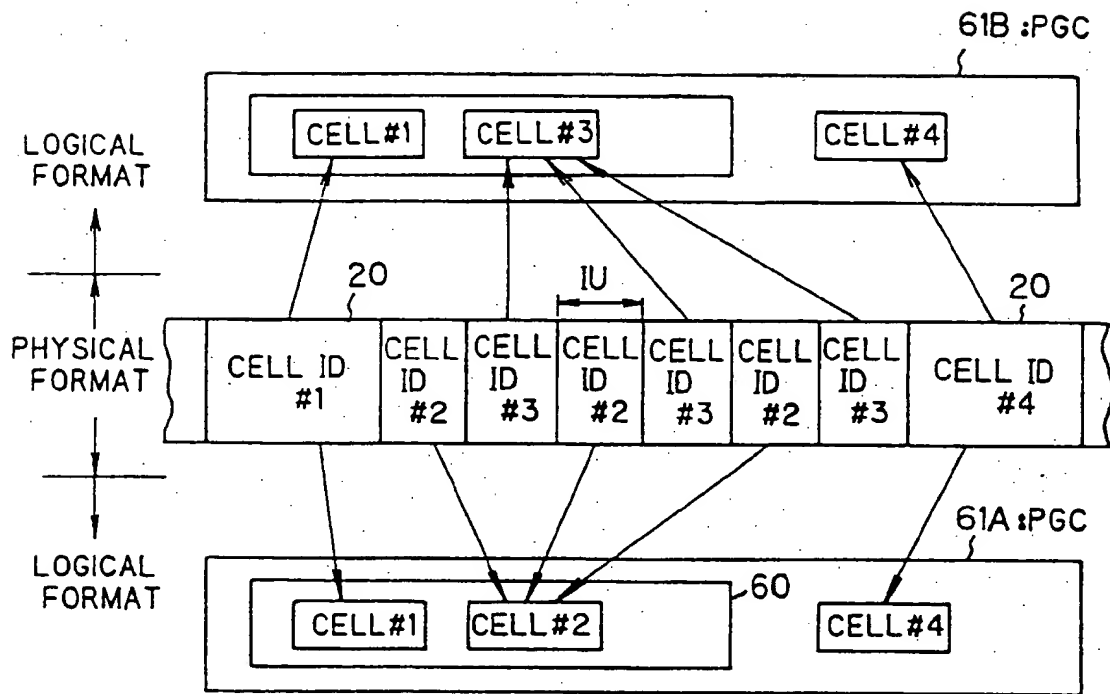 61B :PGC
CELL#1
CELL#3
CELL#4
LOGICAL
FORMAT
20
IU
20
PHYSICAL
FORMAT
CELL ID
#1
CELL
ID
#2
CELL
ID
#3
CELL
ID
#2
CELL
ID
#3
CELL
ID
#2
CELL
ID
#3
CELL ID
#4
61A :PGC
LOGICAL
FORMAT
60
CELL#1
CELL#2
CELL#4